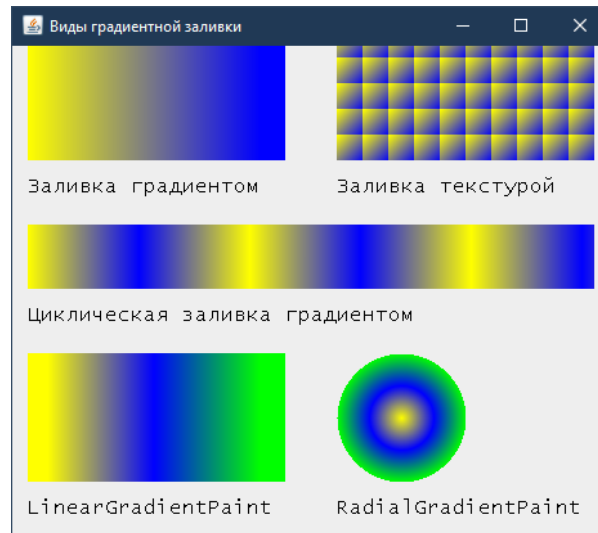 Виды градиентной заливки
Заливка градиентом
Заливка текстурой
Циклическая заливка градиентом
LinearGradientPaint
RadialGradientPaint